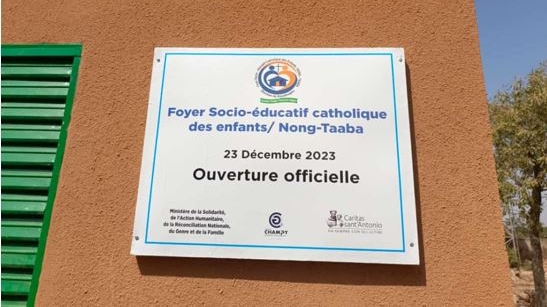 Foyer Socio-éducatif catholique
des enfants/ Nong-Taaba
23 Décembre 2023
Ouverture officielle
Ministère de la Solidarité,
de l'Action Humanitaire,
de la Réconciliation Nationale,
du Genre et de la Famille
CHAMPY
Caritas
sant'Antonio